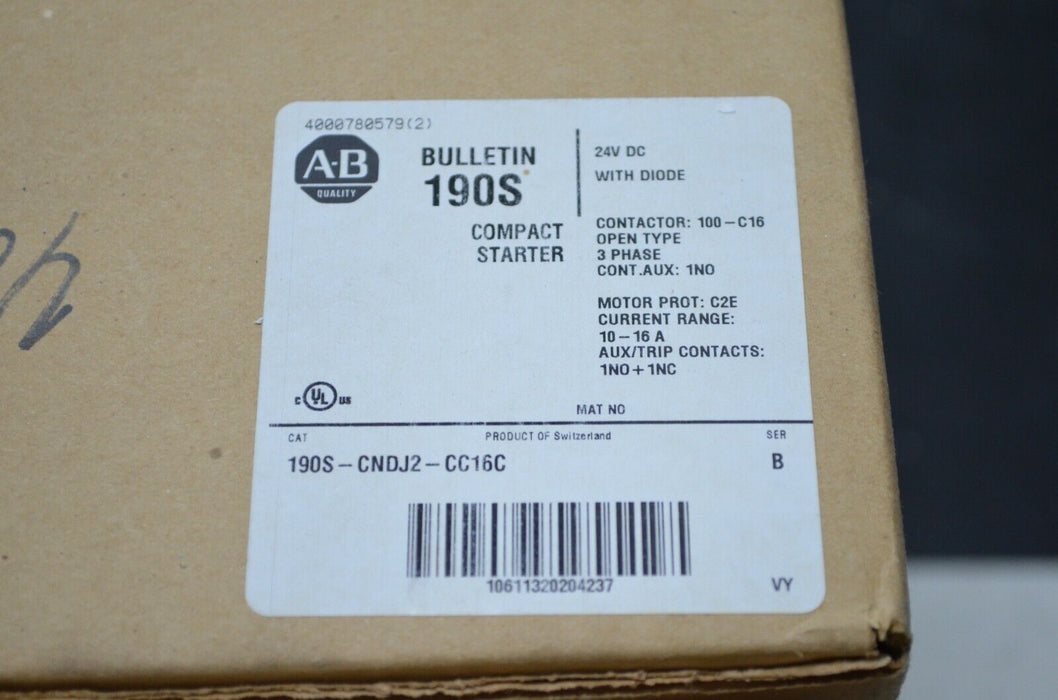 4000780579(2)
A-B
QUALITY
BULLETIN
190S
COMPACT
STARTER
24V DC
WITH DIODE
CONTACTOR: 100-C16
OPEN TYPE
3 PHASE
CONT.AUX: 1NO
MOTOR PROT: C2E
CURRENT RANGE:
10-16 A
AUX/TRIP CONTACTS:
1NO+1NC
C UL US
MAT NO
CAT
PRODUCT OF Switzerland
SER
190S-CNDJ2-CC16C
B
10611320204237
VY